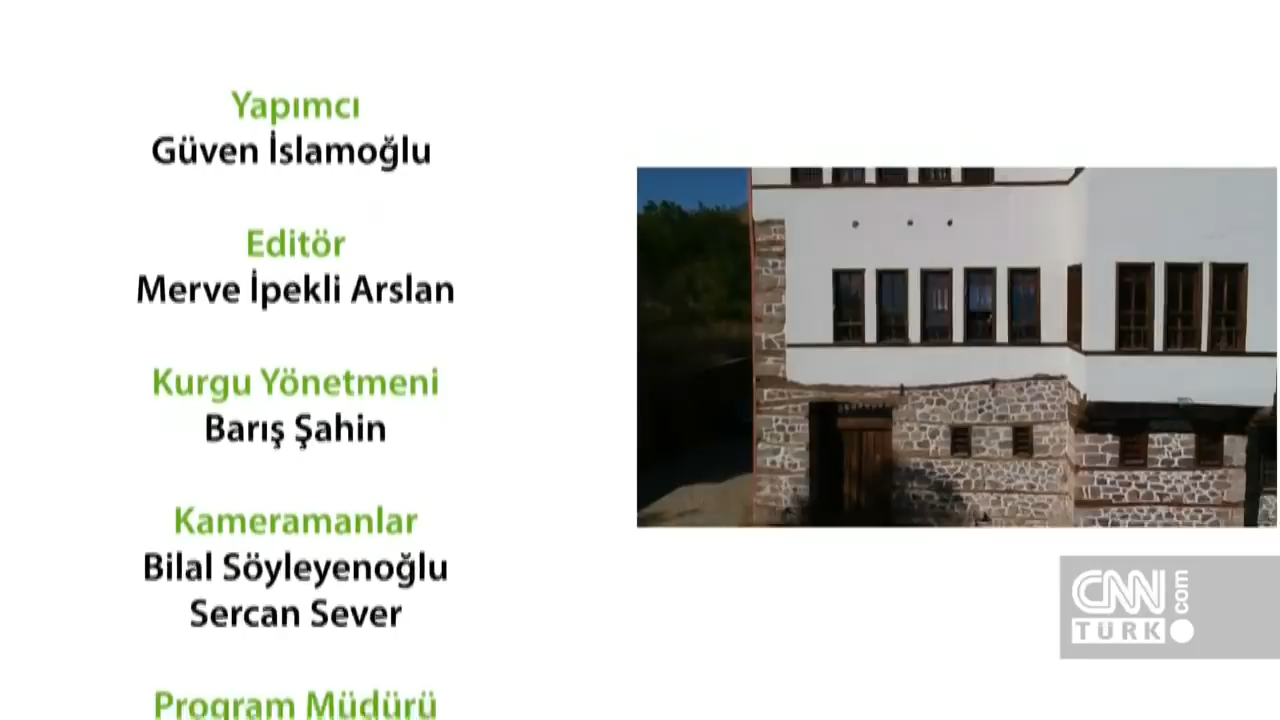 Yapımcı
Güven İslamoğlu
Editör
Merve İpekli Arslan
Kurgu Yönetmeni
Barış Şahin
Kameramanlar
Bilal Söyleyenoğlu
Sercan Sever
Program Müdürü
CNN
TURK
.com